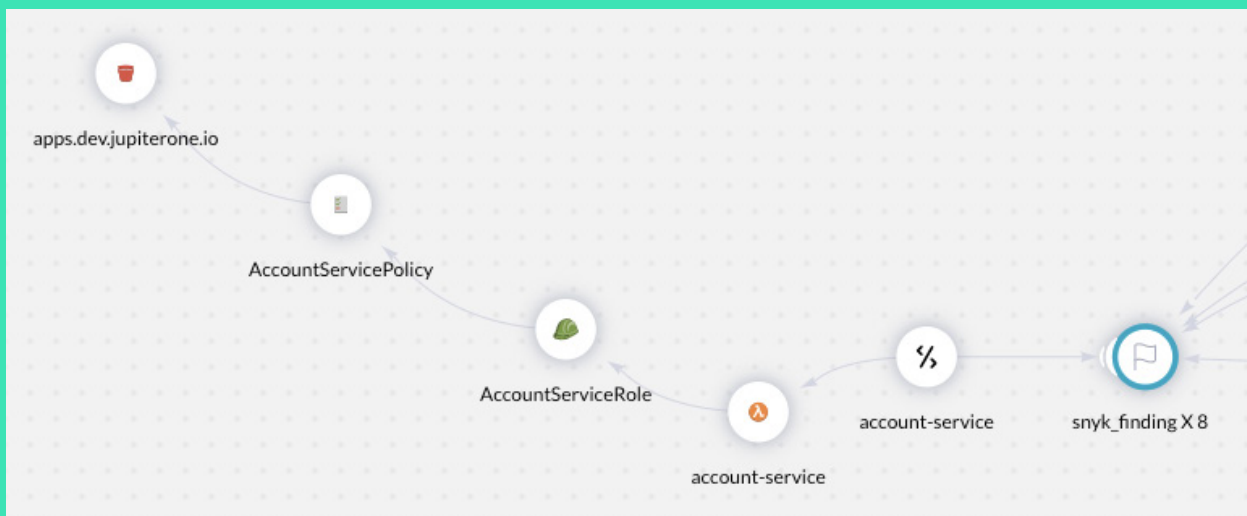 apps.dev.jupiterone.io
AccountServicePolicy
AccountServiceRole
account-service
account-service
snyk_finding X 8